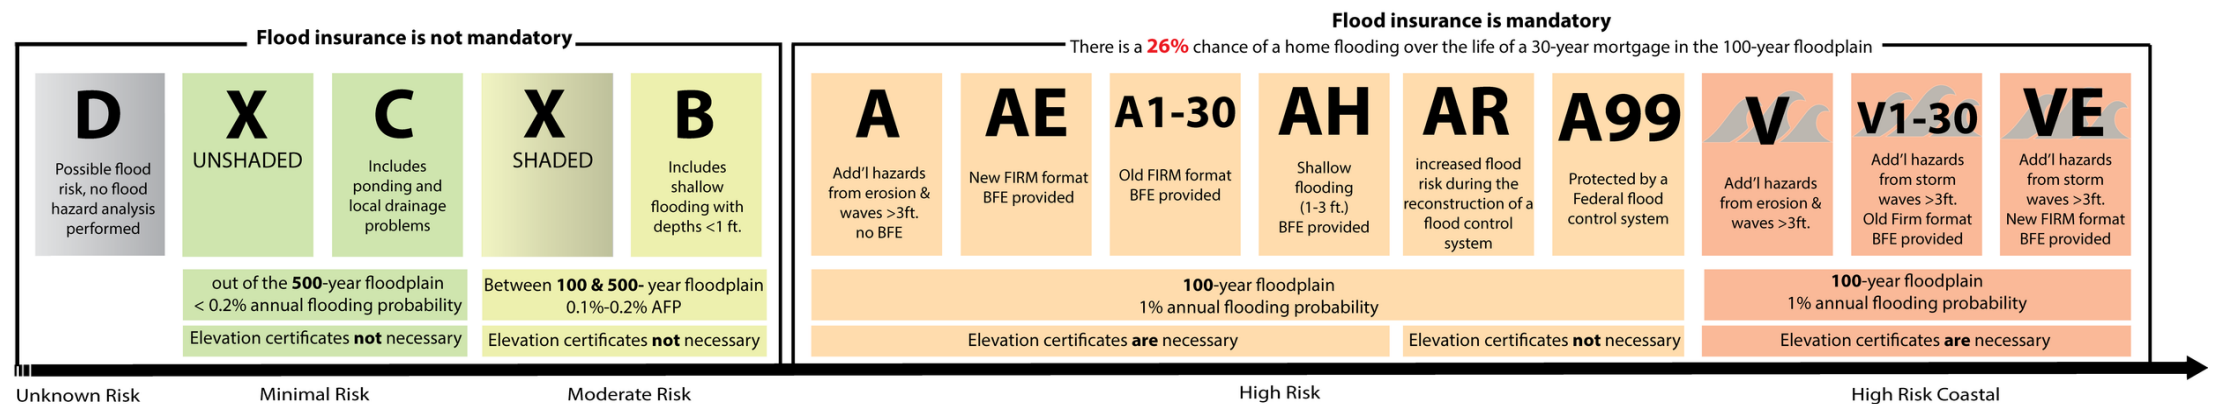 Flood insurance is not mandatory
Flood insurance is mandatory
There is a 26% chance of a home flooding over the life of a 30-year mortgage in the 100-year floodplain
D
Possible flood
risk, no flood
hazard analysis
performed
X
UNSHADED
C
Includes
ponding and
local drainage
problems
X
SHADED
B
Includes
shallow
flooding with
depths <1 ft.
A
Add'l hazards
from erosion &
waves >3ft.
no BFE
AE
New FIRM format
BFE provided
A1-30
Old FIRM format
BFE provided
AH
Shallow
flooding
(1-3 ft.)
BFE provided
AR
increased flood
risk during the
reconstruction of a
flood control
system
A99
Protected by a
Federal flood
control system
V
Add'l hazards
from erosion &
waves >3ft.
V1-30
Add'l hazards
from storm
waves >3ft.
Old Firm format
BFE provided
VE
Add'l hazards
from storm
waves >3ft.
New FIRM format
BFE provided
out of the 500-year floodplain
< 0.2% annual flooding probability
Between 100 & 500- year floodplain
0.1%-0.2% AFP
100-year floodplain
1% annual flooding probability
100-year floodplain
1% annual flooding probability
Elevation certificates not necessary
Elevation certificates not necessary
Elevation certificates are necessary
Elevation certificates not necessary
Elevation certificates are necessary
Unknown Risk
Minimal Risk
Moderate Risk
High Risk
High Risk Coastal